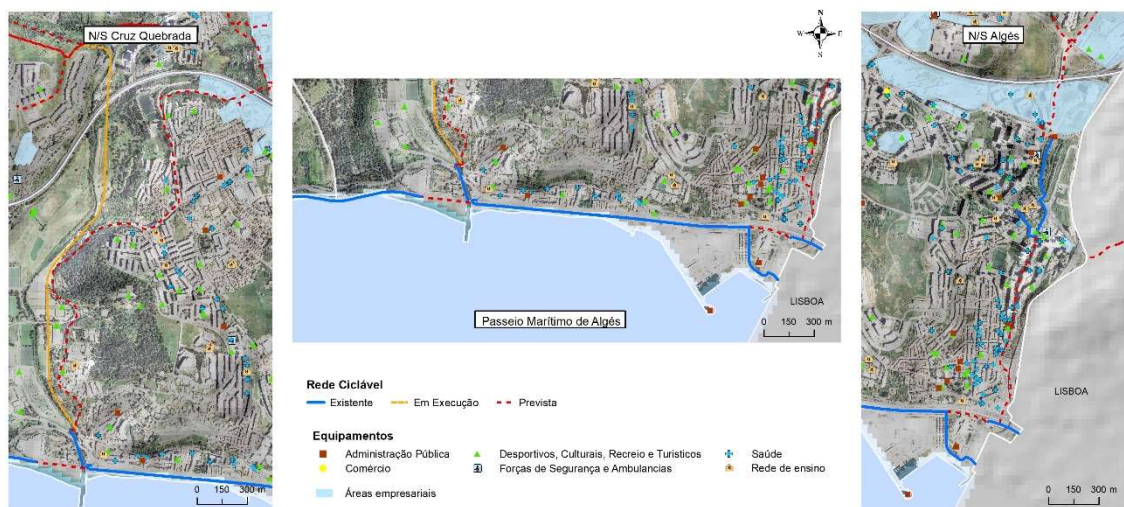 N/S Cruz Quebrada
0 150 300 m
N
W E
S
LISBOA
Passeio Marítimo de Algés
0 150 300 m
N/S Algés
LISBOA
0 150 300 m
Rede Ciclável
Existente Em Execução Prevista
Equipamentos
Administração Pública Desportivos, Culturais, Recreio e Turisticos Saúde
Comércio Forças de Segurança e Ambulancias Rede de ensino
Áreas empresariais